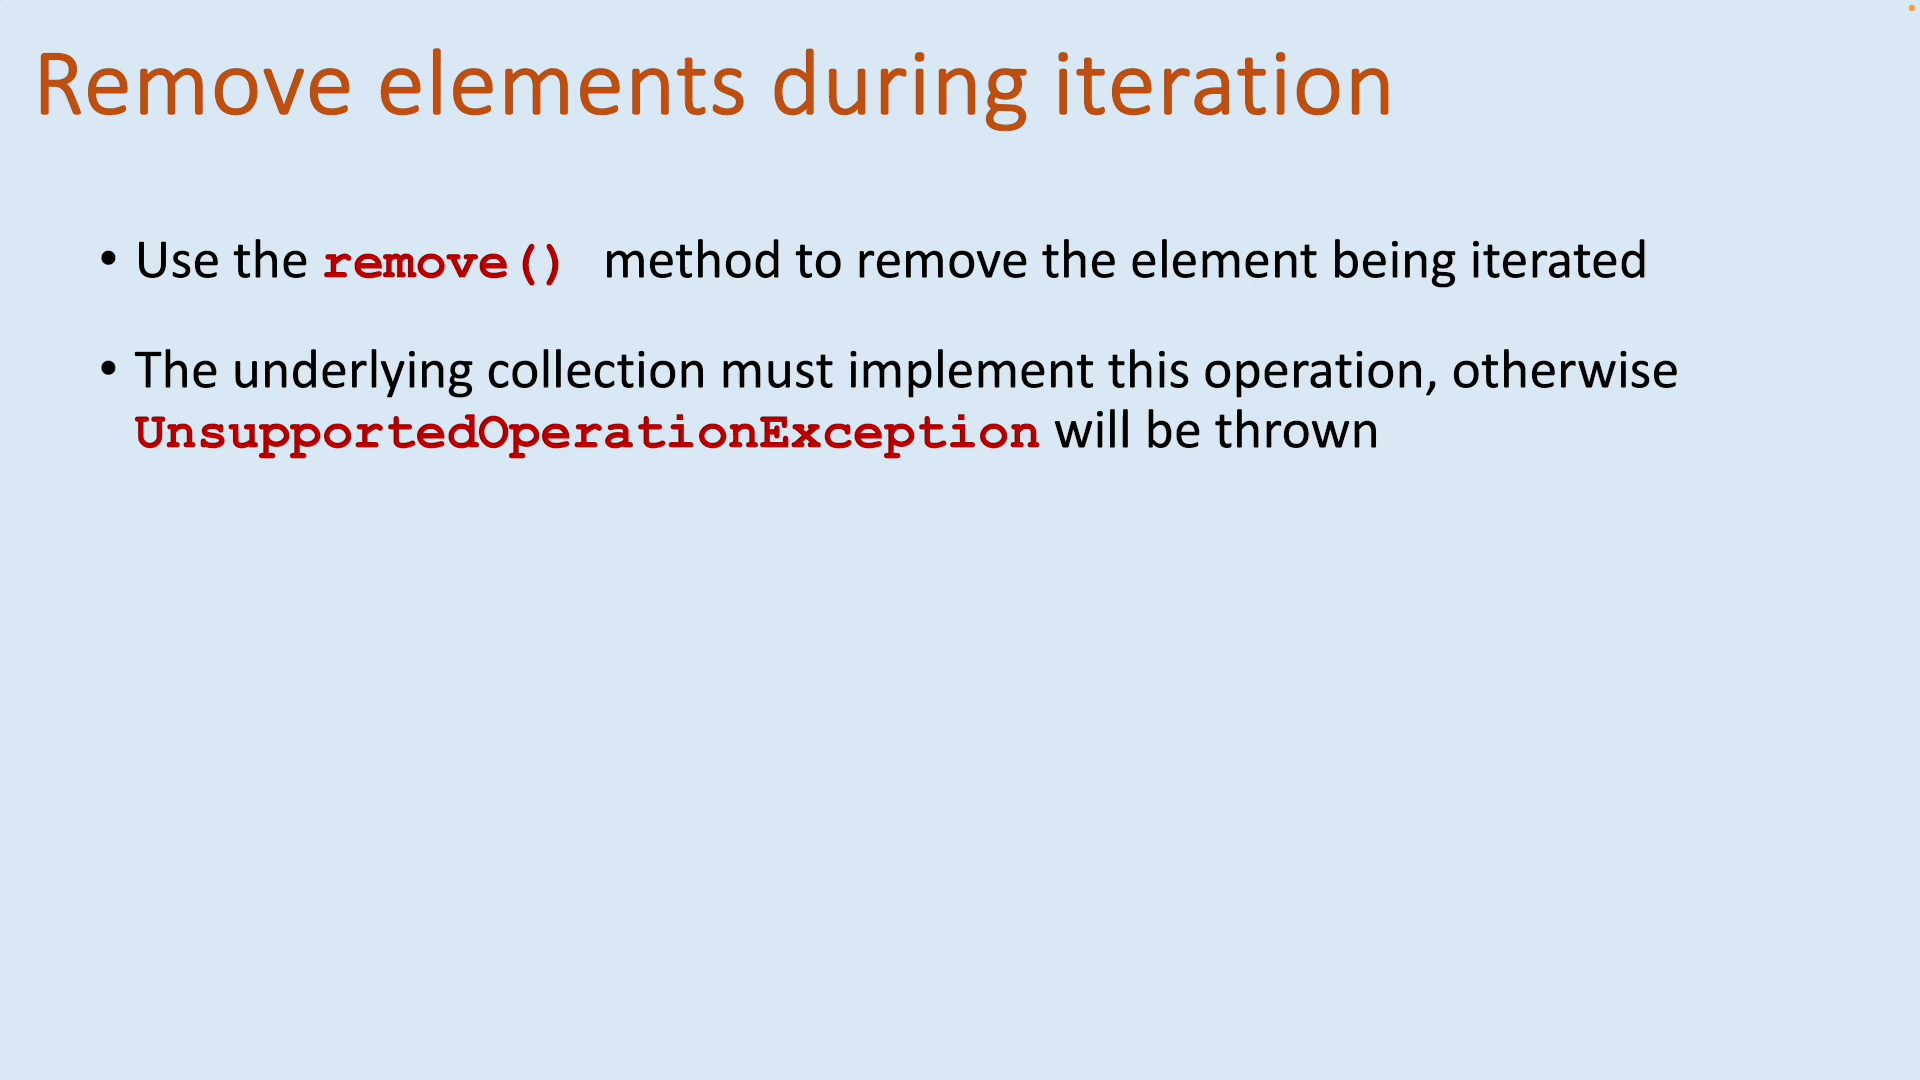 Remove elements during iteration
• Use the remove() method to remove the element being iterated
• The underlying collection must implement this operation, otherwise
UnsupportedOperationException will be thrown